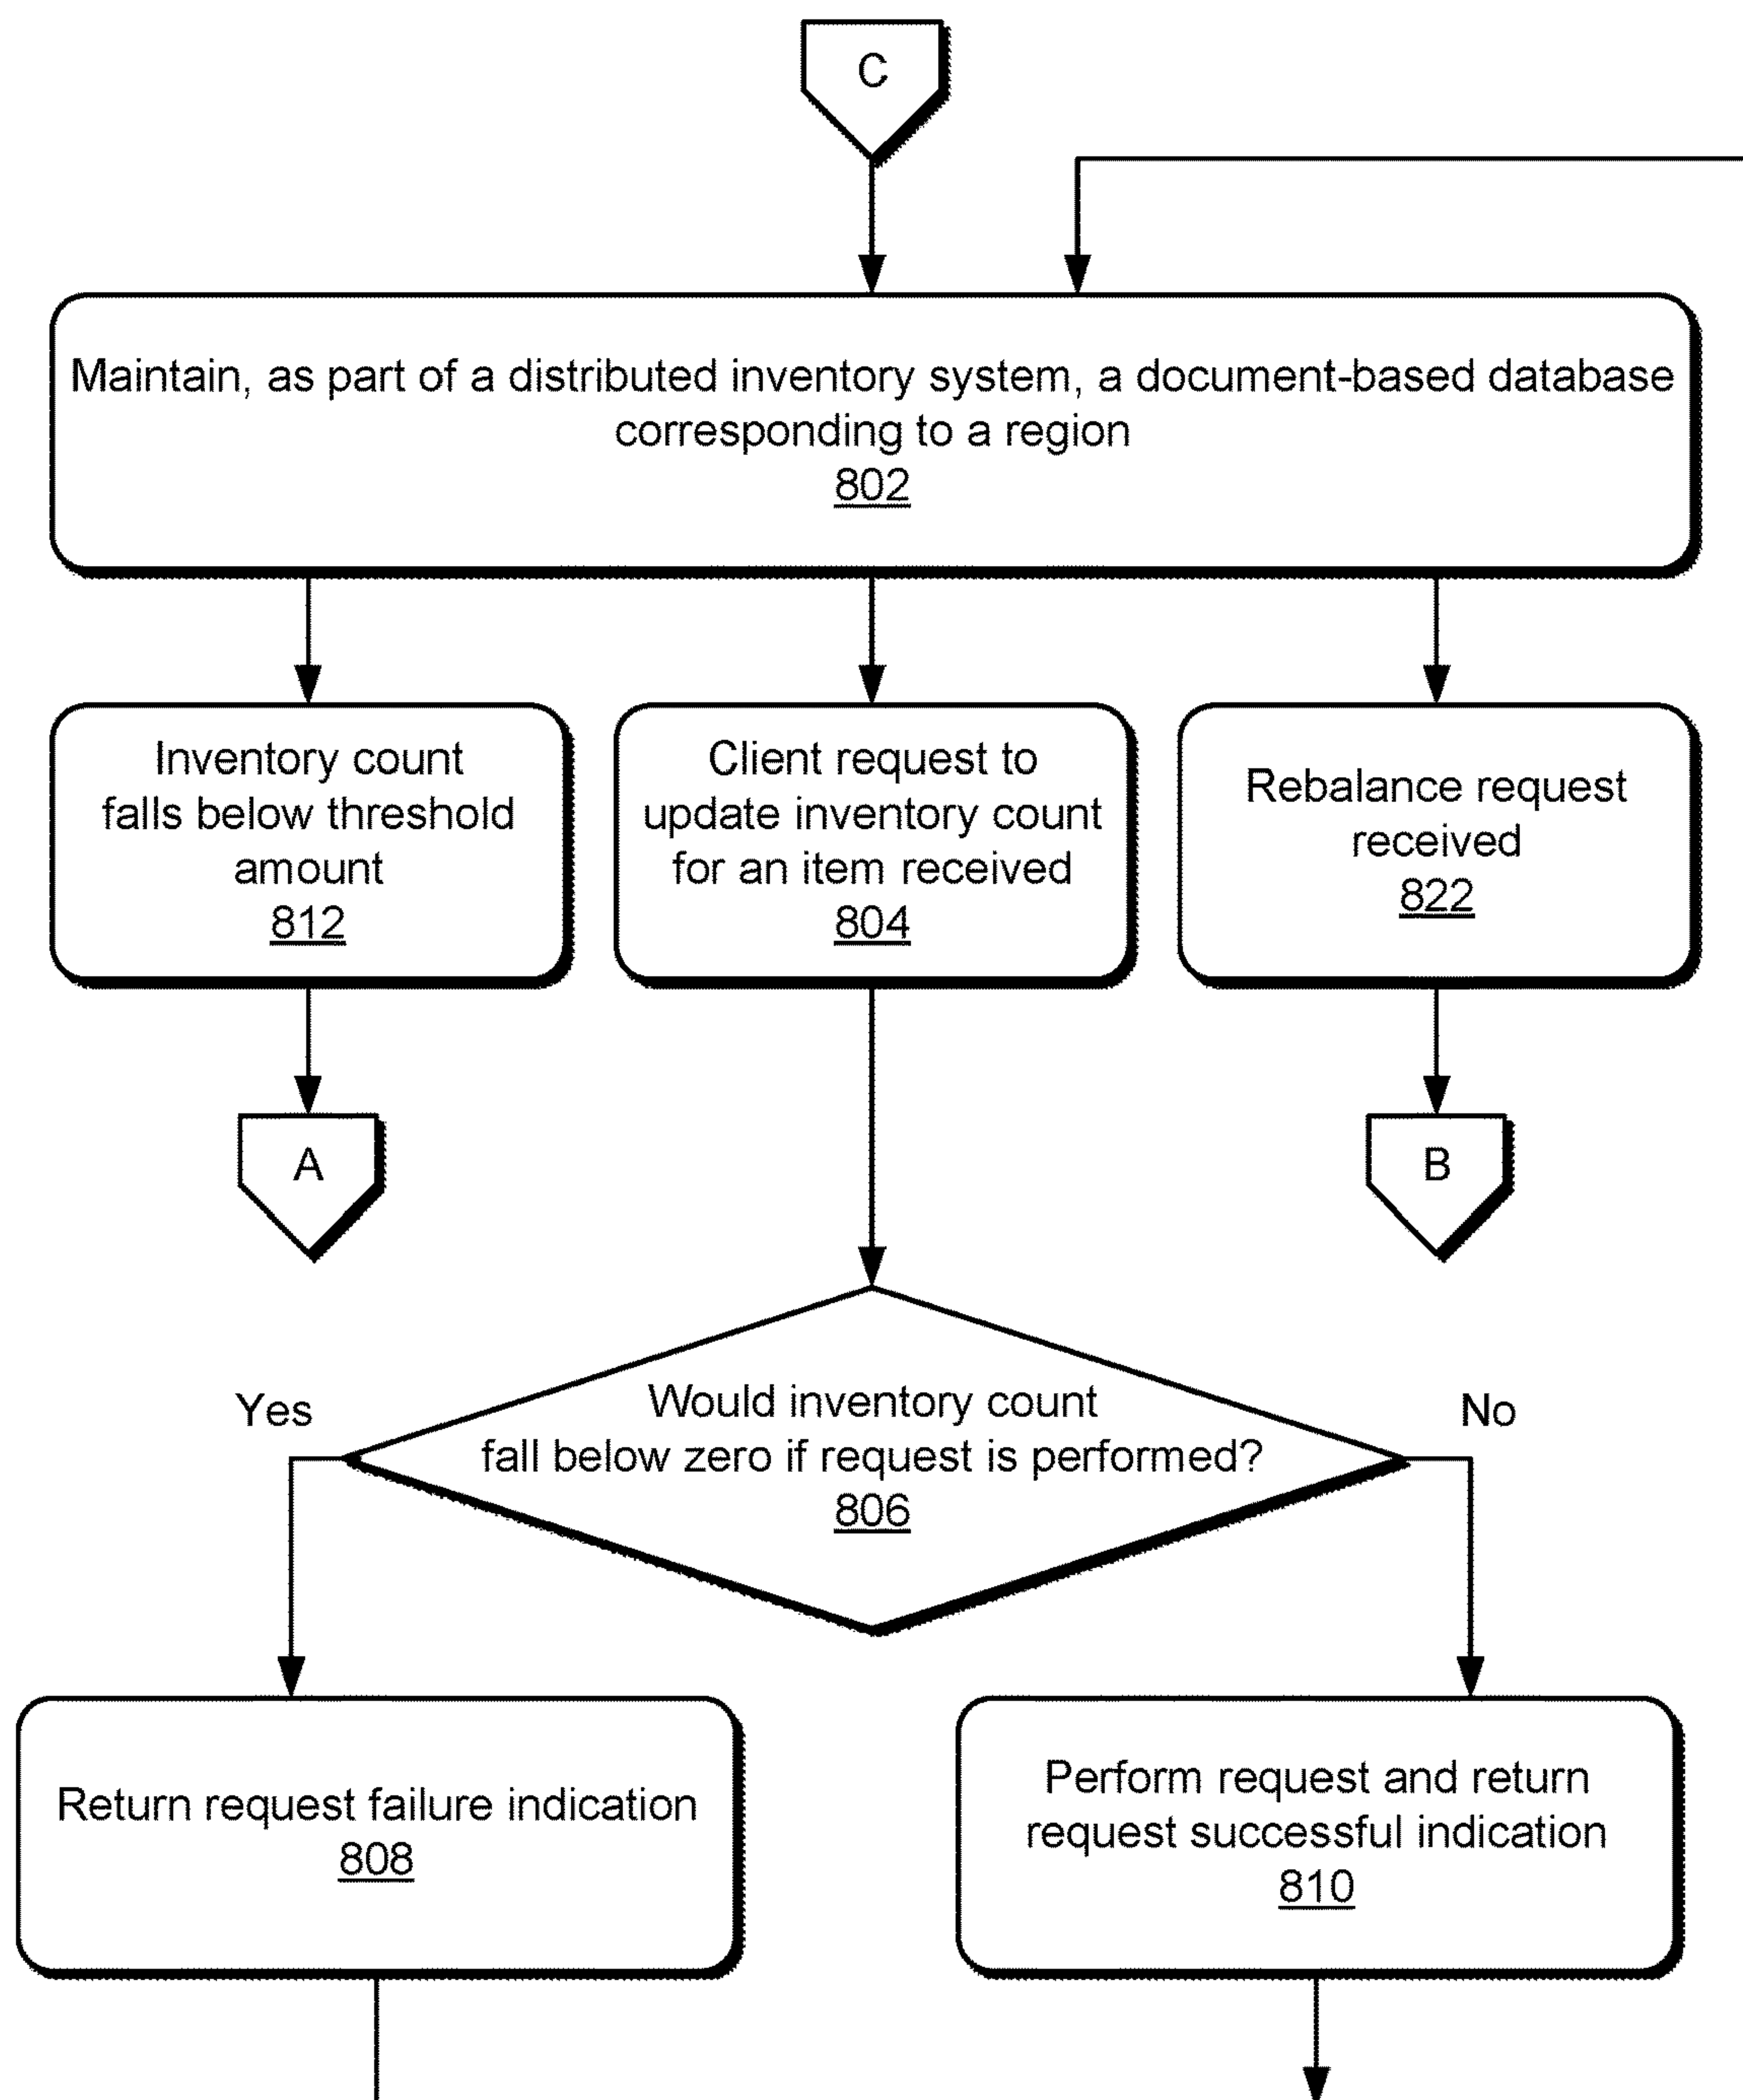 C
Maintain, as part of a distributed inventory system, a document-based database
corresponding to a region
802
Inventory count
falls below threshold
amount
812
Client request to
update inventory count
for an item received
804
Rebalance request
received
822
A
B
Would inventory count
fall below zero if request is performed?
806
Yes
No
Return request failure indication
808
Perform request and return
request successful indication
810